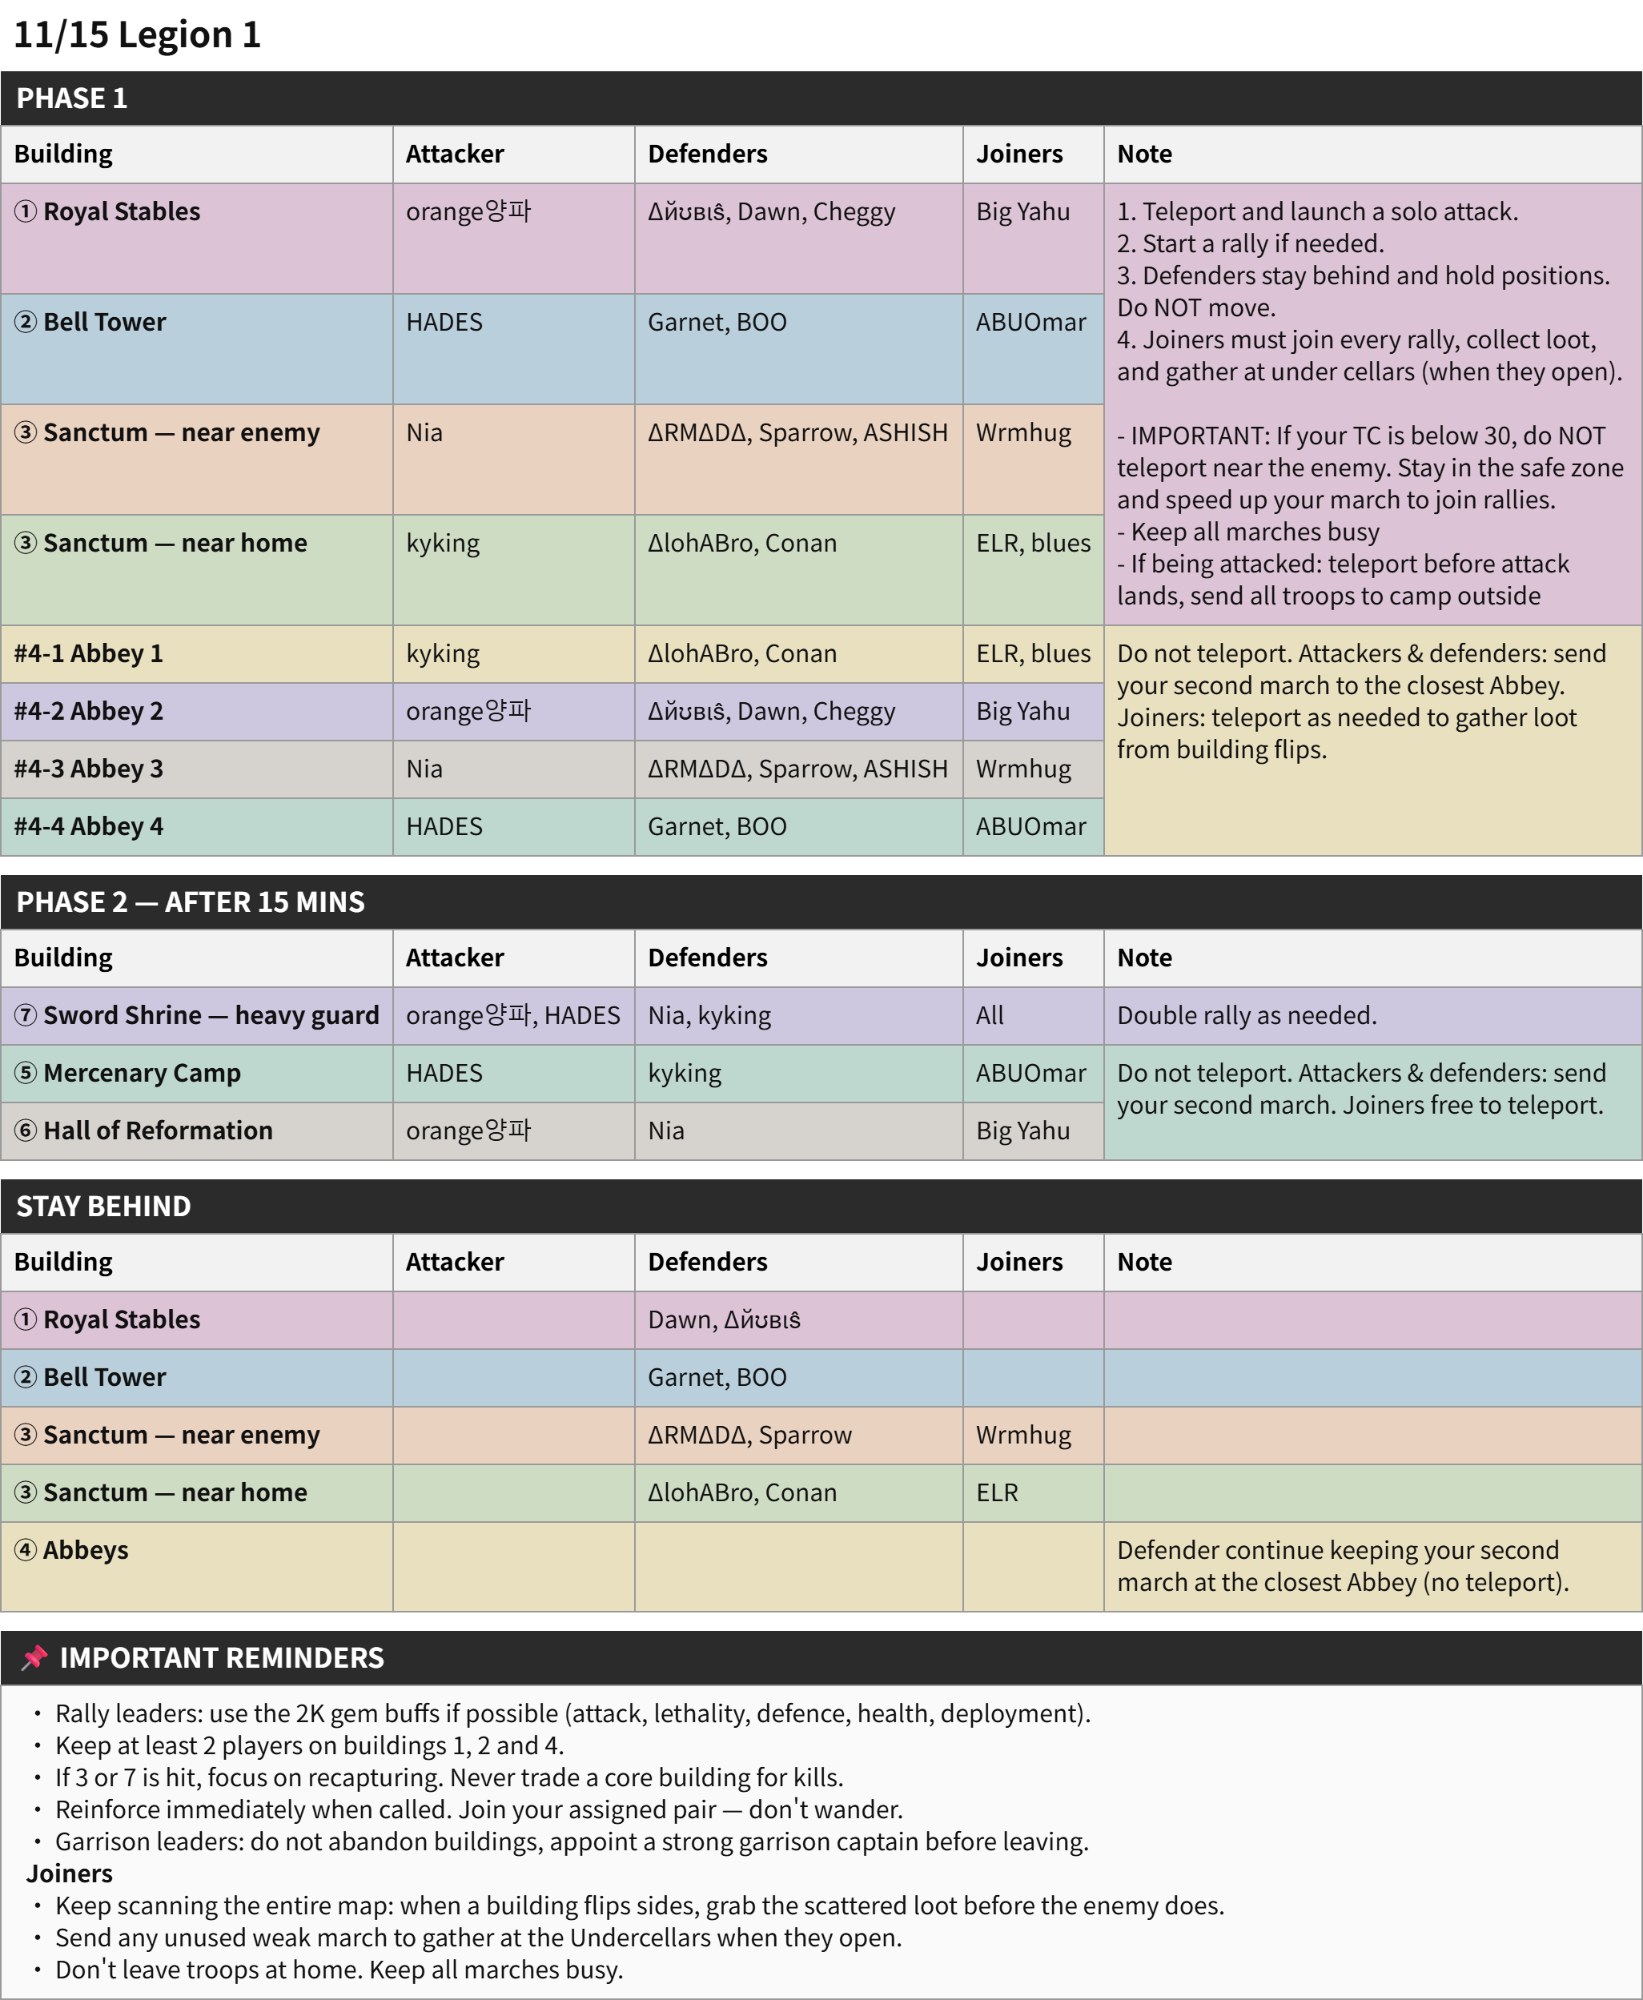 11/15 Legion 1
PHASE 1
Building Attacker Defenders Joiners Note
① Royal Stables orange양파 Δйʊʙιŝ, Dawn, Cheggy Big Yahu
1. Teleport and launch a solo attack.
2. Start a rally if needed.
3. Defenders stay behind and hold positions.
Do NOT move.
4. Joiners must join every rally, collect loot,
and gather at under cellars (when they open).
- IMPORTANT: If your TC is below 30, do NOT
teleport near the enemy. Stay in the safe zone
and speed up your march to join rallies.
- Keep all marches busy
- If being attacked: teleport before attack
lands, send all troops to camp outside
② Bell Tower HADES Garnet, BOO ABUOmar
③ Sanctum — near enemy Nia ΔRMΔDΔ, Sparrow, ASHISH Wrmhug
③ Sanctum — near home kyking ΔlohABro, Conan ELR, blues
#4-1 Abbey 1 kyking ΔlohABro, Conan ELR, blues
Do not teleport. Attackers & defenders: send
your second march to the closest Abbey.
Joiners: teleport as needed to gather loot
from building flips.
#4-2 Abbey 2 orange양파 Δйʊʙιŝ, Dawn, Cheggy Big Yahu
#4-3 Abbey 3 Nia ΔRMΔDΔ, Sparrow, ASHISH Wrmhug
#4-4 Abbey 4 HADES Garnet, BOO ABUOmar
PHASE 2 — AFTER 15 MINS
Building Attacker Defenders Joiners Note
⑦ Sword Shrine — heavy guard orange양파, HADES Nia, kyking All Double rally as needed.
⑤ Mercenary Camp HADES kyking ABUOmar
Do not teleport. Attackers & defenders: send
your second march. Joiners free to teleport.
⑥ Hall of Reformation orange양파 Nia Big Yahu
STAY BEHIND
Building Attacker Defenders Joiners Note
① Royal Stables Dawn, Δйʊʙιŝ
② Bell Tower Garnet, BOO
③ Sanctum — near enemy ΔRMΔDΔ, Sparrow Wrmhug
③ Sanctum — near home ΔlohABro, Conan ELR
④ Abbeys
Defender continue keeping your second
march at the closest Abbey (no teleport).
📌 IMPORTANT REMINDERS
• Rally leaders: use the 2K gem buffs if possible (attack, lethality, defence, health, deployment).
• Keep at least 2 players on buildings 1, 2 and 4.
• If 3 or 7 is hit, focus on recapturing. Never trade a core building for kills.
• Reinforce immediately when called. Join your assigned pair — don't wander.
• Garrison leaders: do not abandon buildings, appoint a strong garrison captain before leaving.
Joiners
• Keep scanning the entire map: when a building flips sides, grab the scattered loot before the enemy does.
• Send any unused weak march to gather at the Undercellars when they open.
• Don't leave troops at home. Keep all marches busy.